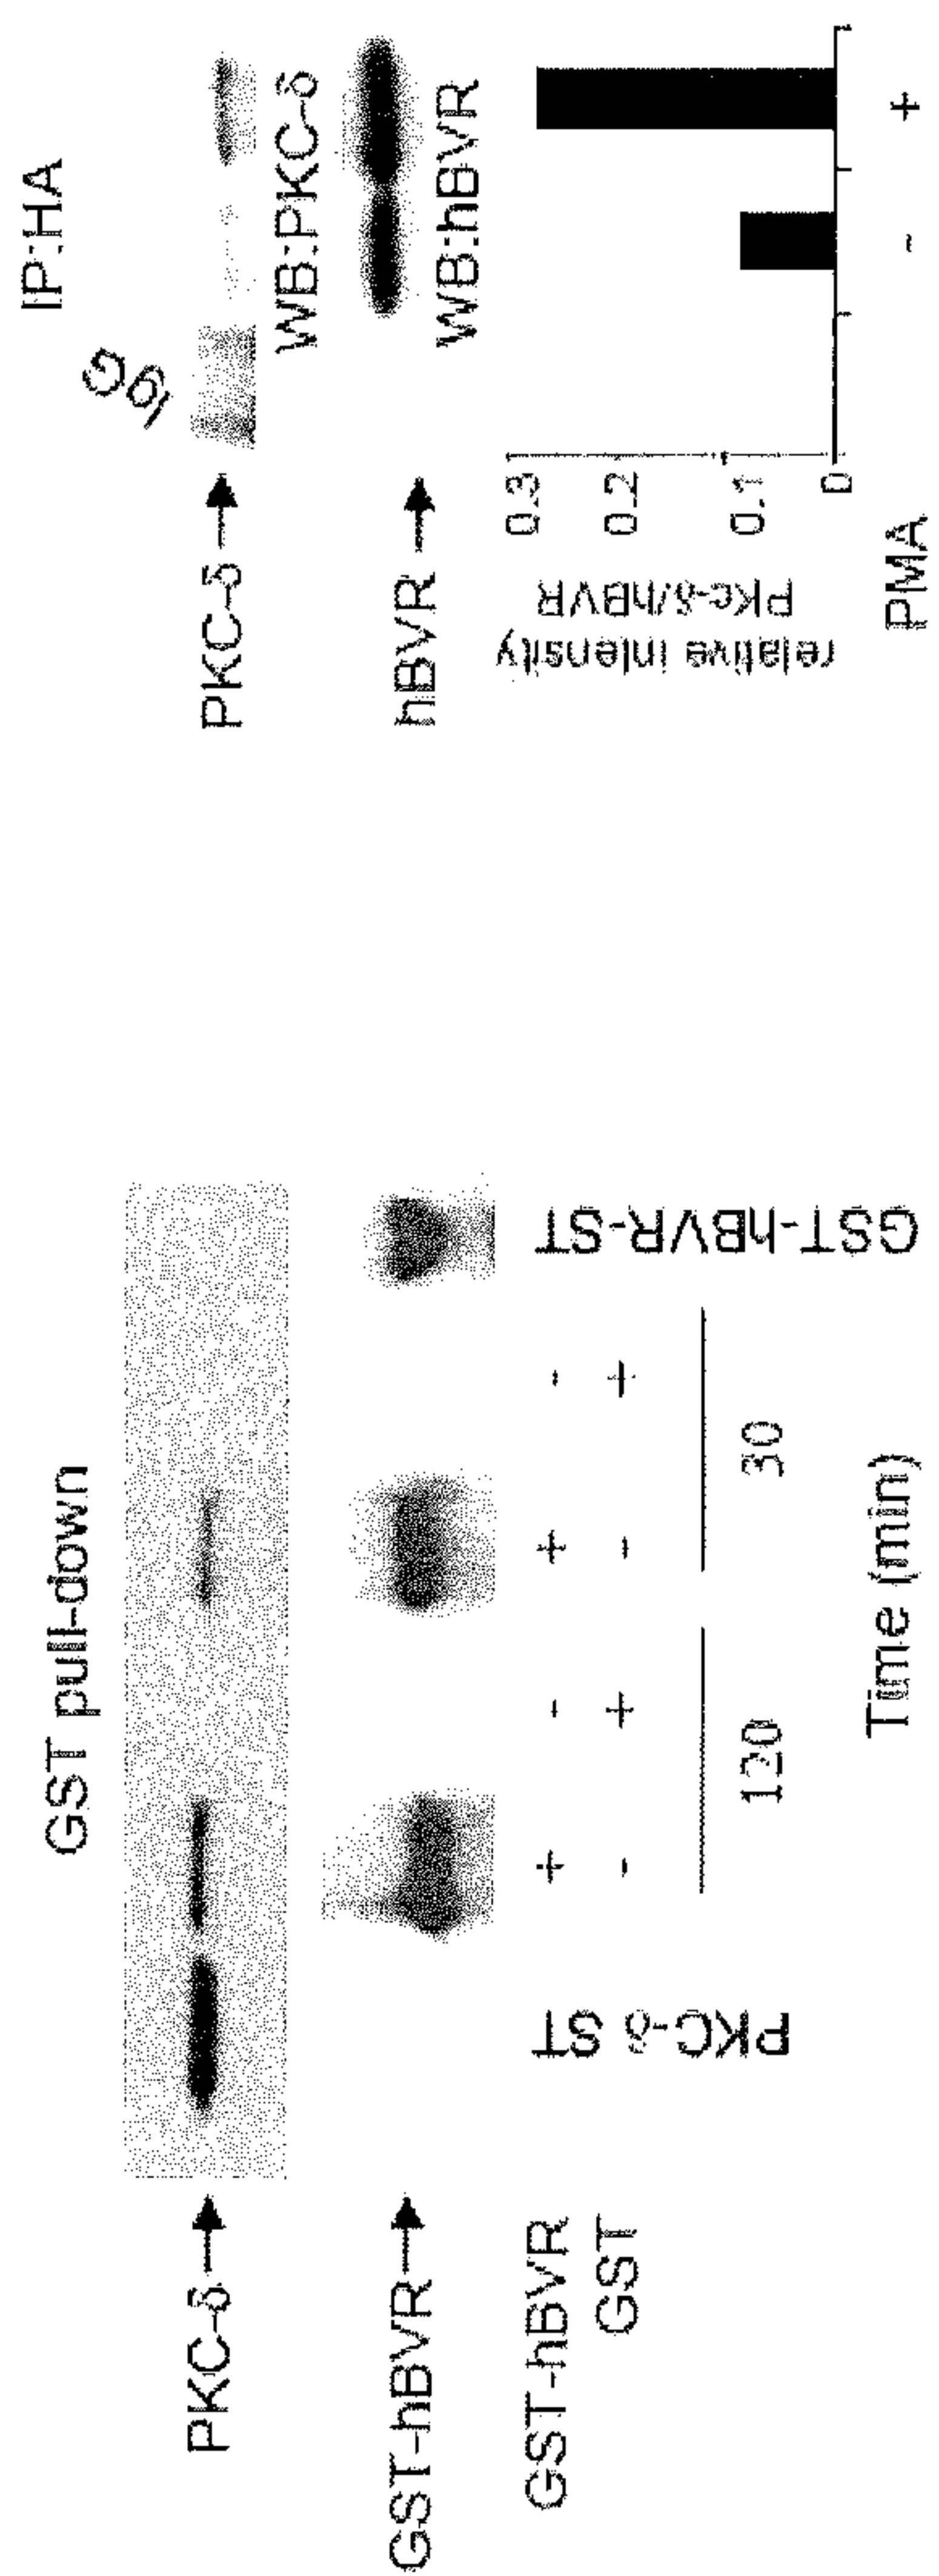 GST pull-down
PKC-δ
GST-hBVR
GST-hBVR + - + -
GST - + - +
PKC-δ ST
120
30
GST-hBVR-ST
Time (min)
IP:HA
IgG
PKC-δ
WB:PKC-δ
hBVR
WB:hBVR
relative intensity
PKc-δ/hBVR
0.3
0.2
0.1
0
PMA - +